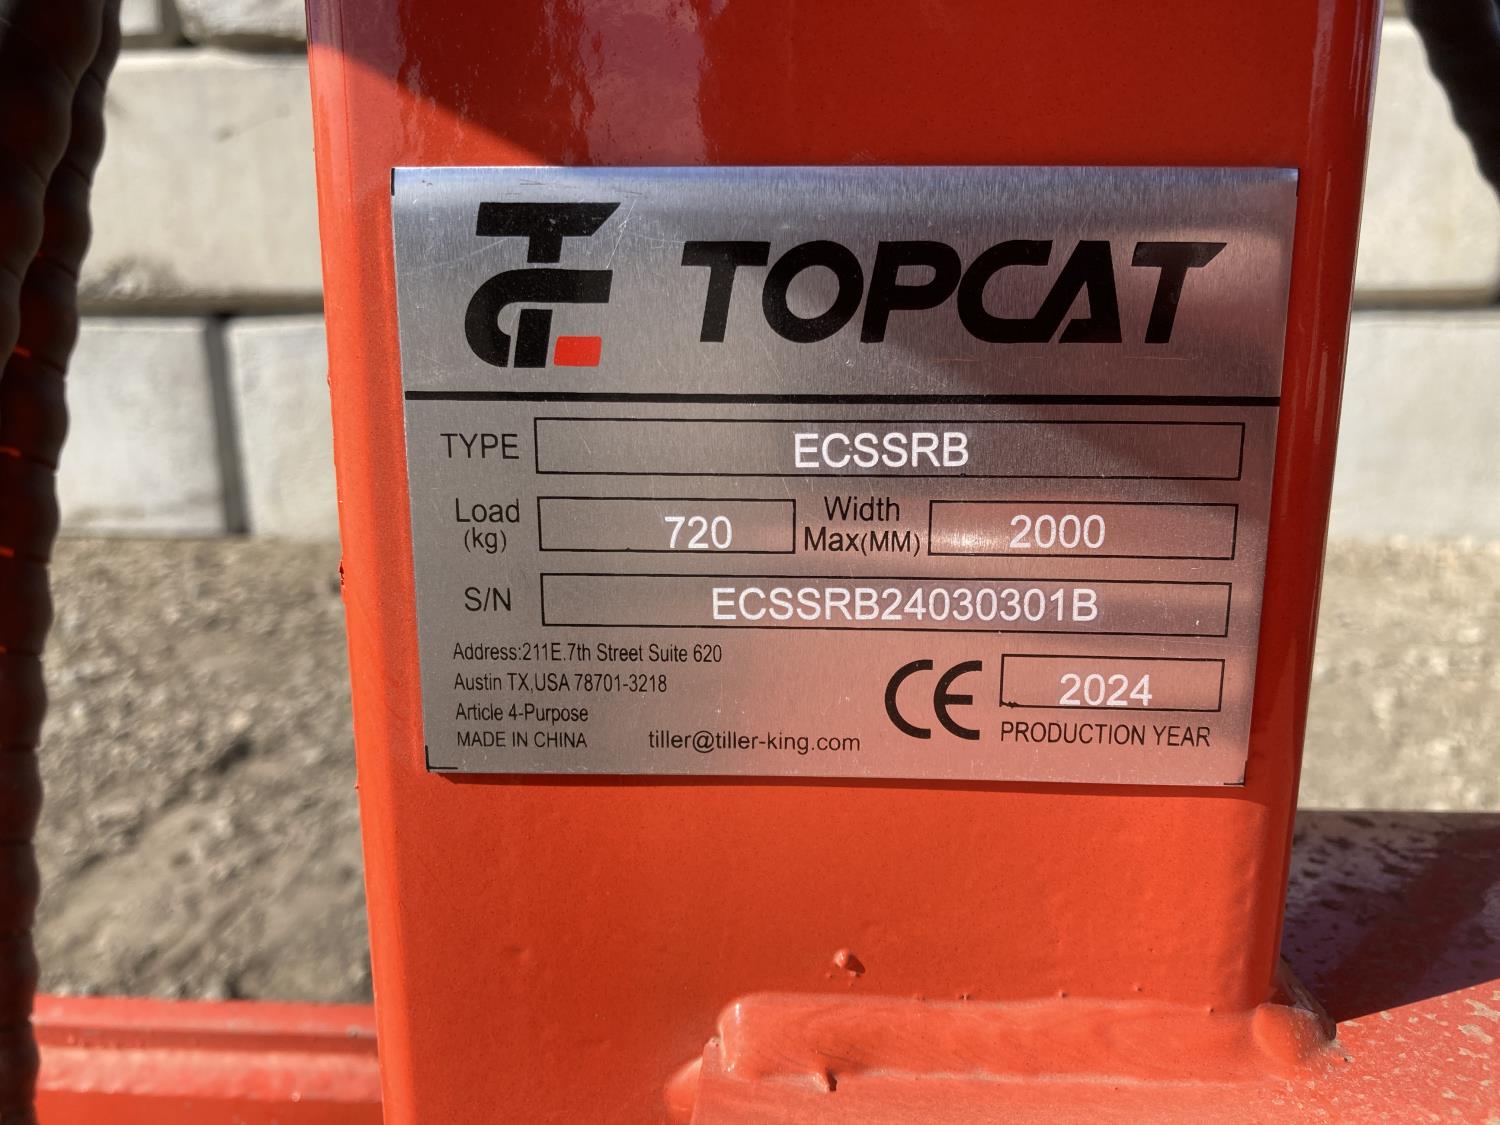 TOPCAT
TYPE ECSSRB
Load (kg) 720 Width Max(MM) 2000
S/N ECSSRB24030301B
Address:211E.7th Street Suite 620
Austin TX,USA 78701-3218
Article 4-Purpose
MADE IN CHINA tiller@tiller-king.com
CE 2024
PRODUCTION YEAR